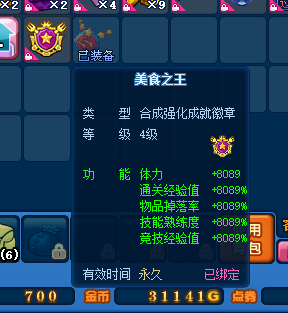 ×2
×2
×4
×9
已装备
美食之王
类 型 合成强化成就徽章
等 级 4级
功 能 体力 +8089
通关经验值 +8089%
物品掉落率 +8089%
技能熟练度 +8089%
竞技经验值 +8089%
有效时间 永久 已绑定
(6)
用
包
700 金币 31141G 点券